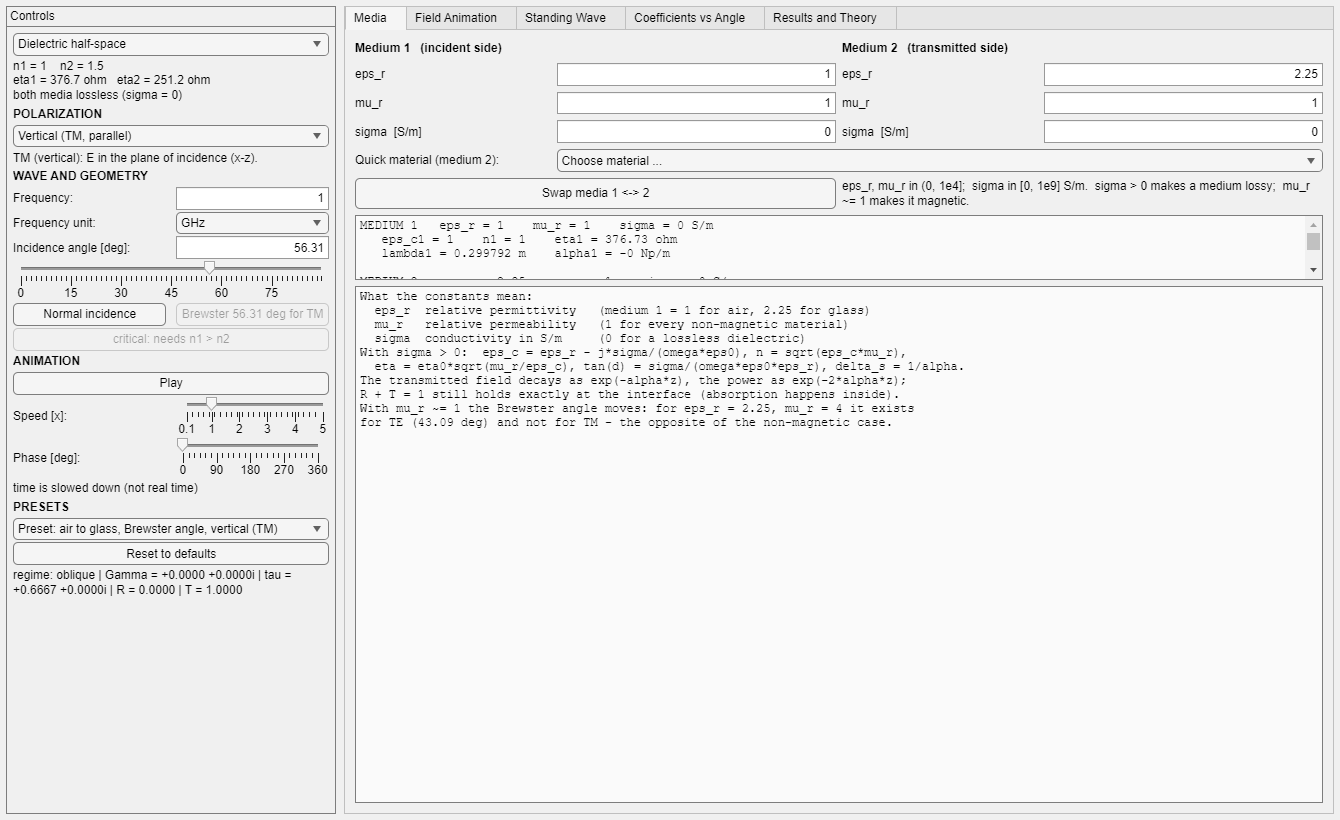 Controls
Dielectric half-space
n1 = 1    n2 = 1.5
eta1 = 376.7 ohm   eta2 = 251.2 ohm
both media lossless (sigma = 0)
POLARIZATION
Vertical (TM, parallel)
TM (vertical): E in the plane of incidence (x-z).
WAVE AND GEOMETRY
Frequency: 1
Frequency unit: GHz
Incidence angle [deg]: 56.31
0 15 30 45 60 75
Normal incidence
Brewster 56.31 deg for TM
critical: needs n1 > n2
ANIMATION
Play
Speed [x]:
0.1 1 2 3 4 5
Phase [deg]:
0 90 180 270 360
time is slowed down (not real time)
PRESETS
Preset: air to glass, Brewster angle, vertical (TM)
Reset to defaults
regime: oblique | Gamma = +0.0000 +0.0000i | tau =
+0.6667 +0.0000i | R = 0.0000 | T = 1.0000
Media
Field Animation
Standing Wave
Coefficients vs Angle
Results and Theory
Medium 1   (incident side)
Medium 2   (transmitted side)
eps_r 1
eps_r 2.25
mu_r 1
mu_r 1
sigma  [S/m] 0
sigma  [S/m] 0
Quick material (medium 2): Choose material ...
Swap media 1 <-> 2
eps_r, mu_r in (0, 1e4];  sigma in [0, 1e9] S/m.  sigma > 0 makes a medium lossy;  mu_r
~= 1 makes it magnetic.
MEDIUM 1   eps_r = 1    mu_r = 1    sigma = 0 S/m
   eps_c1 = 1    n1 = 1    eta1 = 376.73 ohm
   lambda1 = 0.299792 m    alpha1 = -0 Np/m
What the constants mean:
  eps_r  relative permittivity   (medium 1 = 1 for air, 2.25 for glass)
  mu_r   relative permeability   (1 for every non-magnetic material)
  sigma  conductivity in S/m     (0 for a lossless dielectric)
With sigma > 0:  eps_c = eps_r - j*sigma/(omega*eps0), n = sqrt(eps_c*mu_r),
  eta = eta0*sqrt(mu_r/eps_c), tan(d) = sigma/(omega*eps0*eps_r), delta_s = 1/alpha.
The transmitted field decays as exp(-alpha*z), the power as exp(-2*alpha*z);
R + T = 1 still holds exactly at the interface (absorption happens inside).
With mu_r ~= 1 the Brewster angle moves: for eps_r = 2.25, mu_r = 4 it exists
for TE (43.09 deg) and not for TM - the opposite of the non-magnetic case.